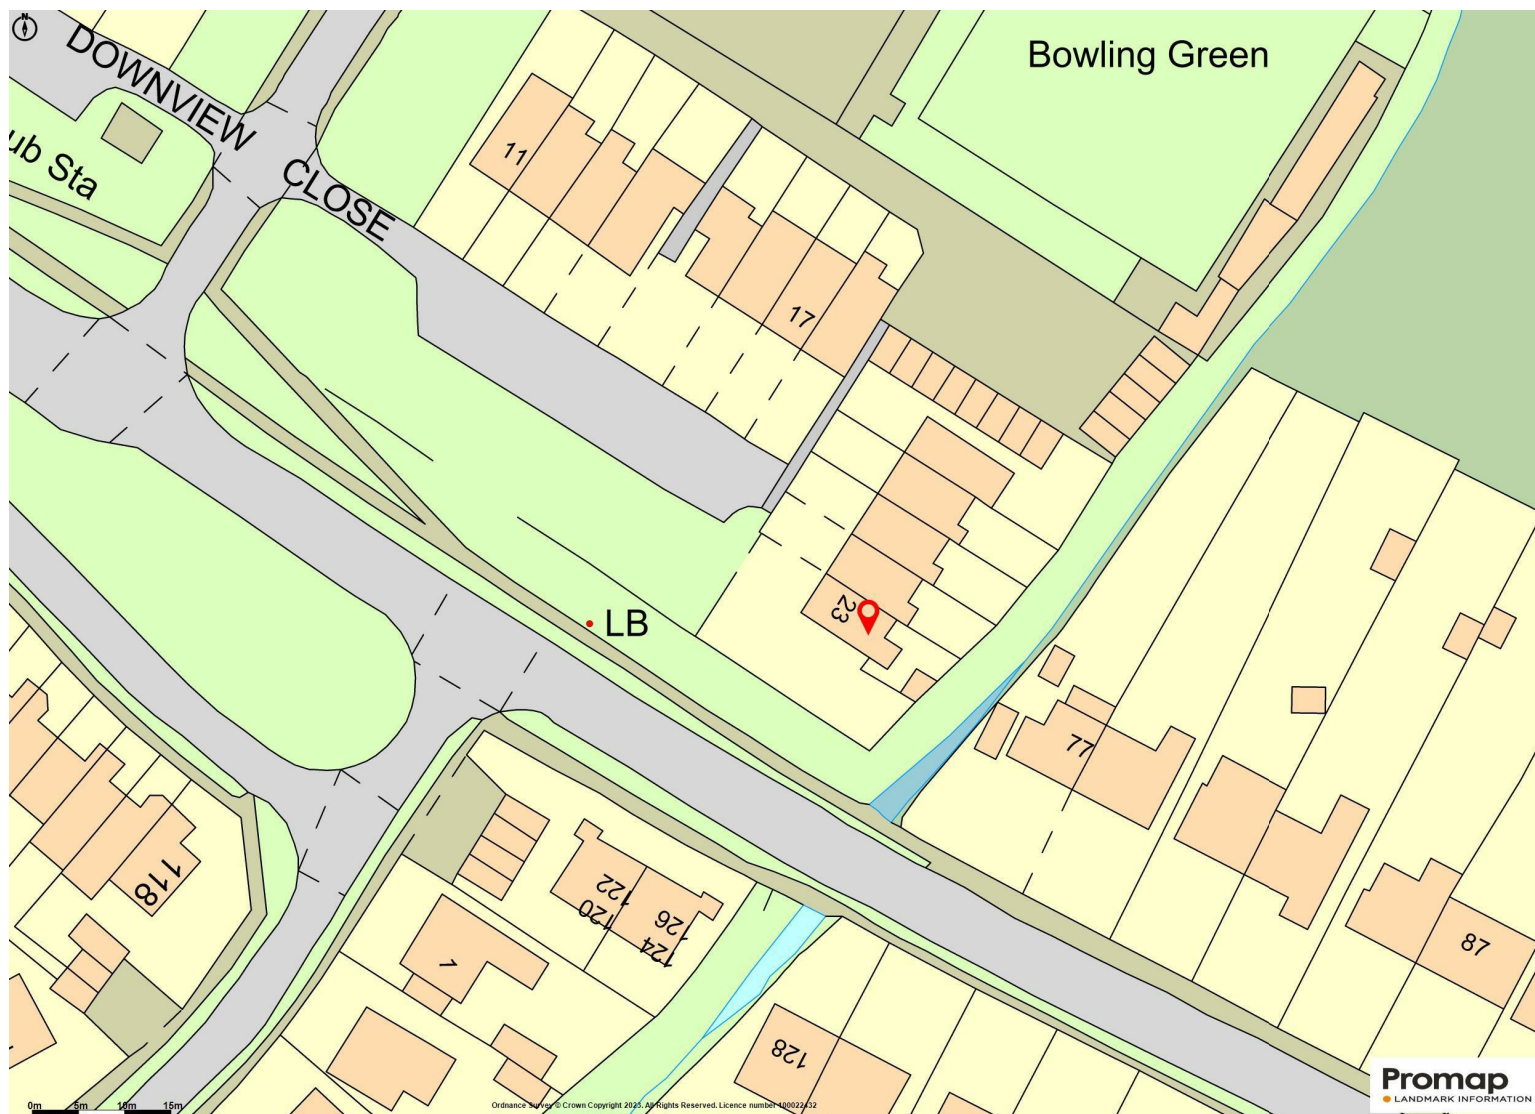 N
Bowling Green
DOWNVIEW CLOSE
ub Sta
11
17
23
LB
77
118
122
120
126
124
1
87
128
0m 5m 10m 15m
Ordnance Survey © Crown Copyright 2023. All Rights Reserved. Licence number 100022432
Promap
LANDMARK INFORMATION